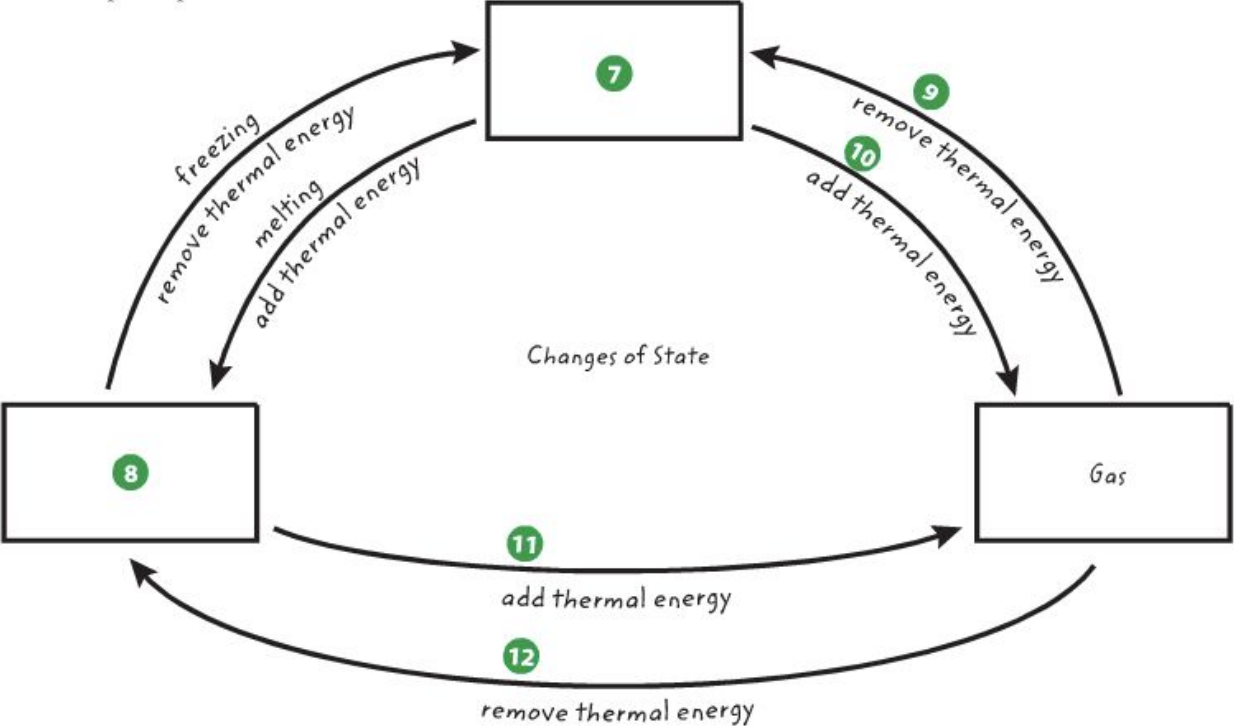 7
freezing
remove thermal energy
melting
add thermal energy
9
remove thermal energy
10
add thermal energy
Changes of State
8
Gas
11
add thermal energy
12
remove thermal energy